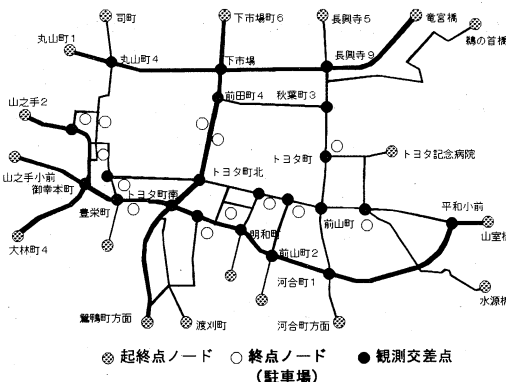 司町
下市場町6
長興寺5
竜宮橋
鵜の首橋
丸山町1
丸山町4
下市場
長興寺9
山之手2
前田町4
秋葉町3
トヨタ町
トヨタ記念病院
山之手小前
御幸本町
トヨタ町南
トヨタ町北
豊栄町
前山町
平和小前
山室橋
大林町4
朗和町
前山町2
河合町1
水源橋
鴛鴨町方面
渡刈町
河合町方面
起終点ノード
終点ノード
(駐車場)
観測交差点